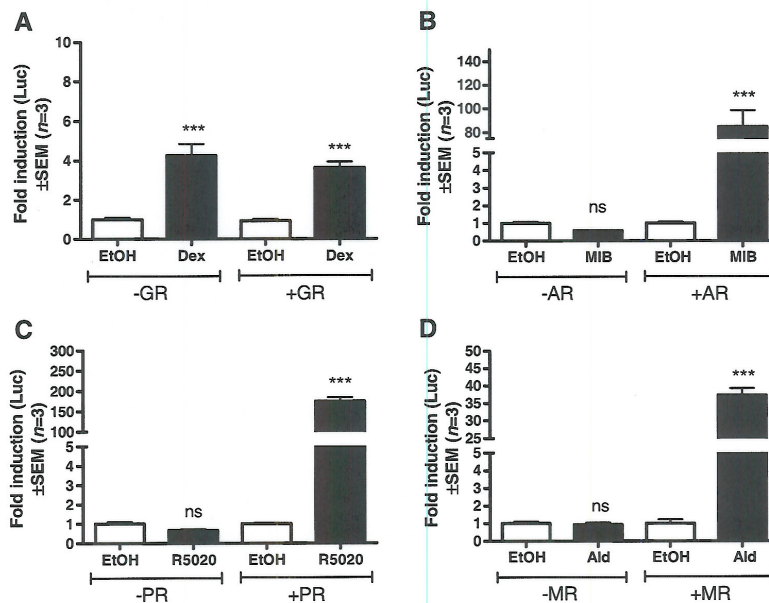 A
Fold induction (Luc)
±SEM (n=3)
10
8
6
4
2
0
***
***
EtOH Dex EtOH Dex
-GR +GR
B
Fold induction (Luc)
±SEM (n=3)
140
120
100
80
5
4
3
2
1
0
ns
***
EtOH MIB EtOH MIB
-AR +AR
C
Fold induction (Luc)
±SEM (n=3)
300
250
200
150
100
5
4
3
2
1
0
ns
***
EtOH R5020 EtOH R5020
-PR +PR
D
Fold induction (Luc)
±SEM (n=3)
50
45
40
35
30
25
5
4
3
2
1
0
ns
***
EtOH Ald EtOH Ald
-MR +MR